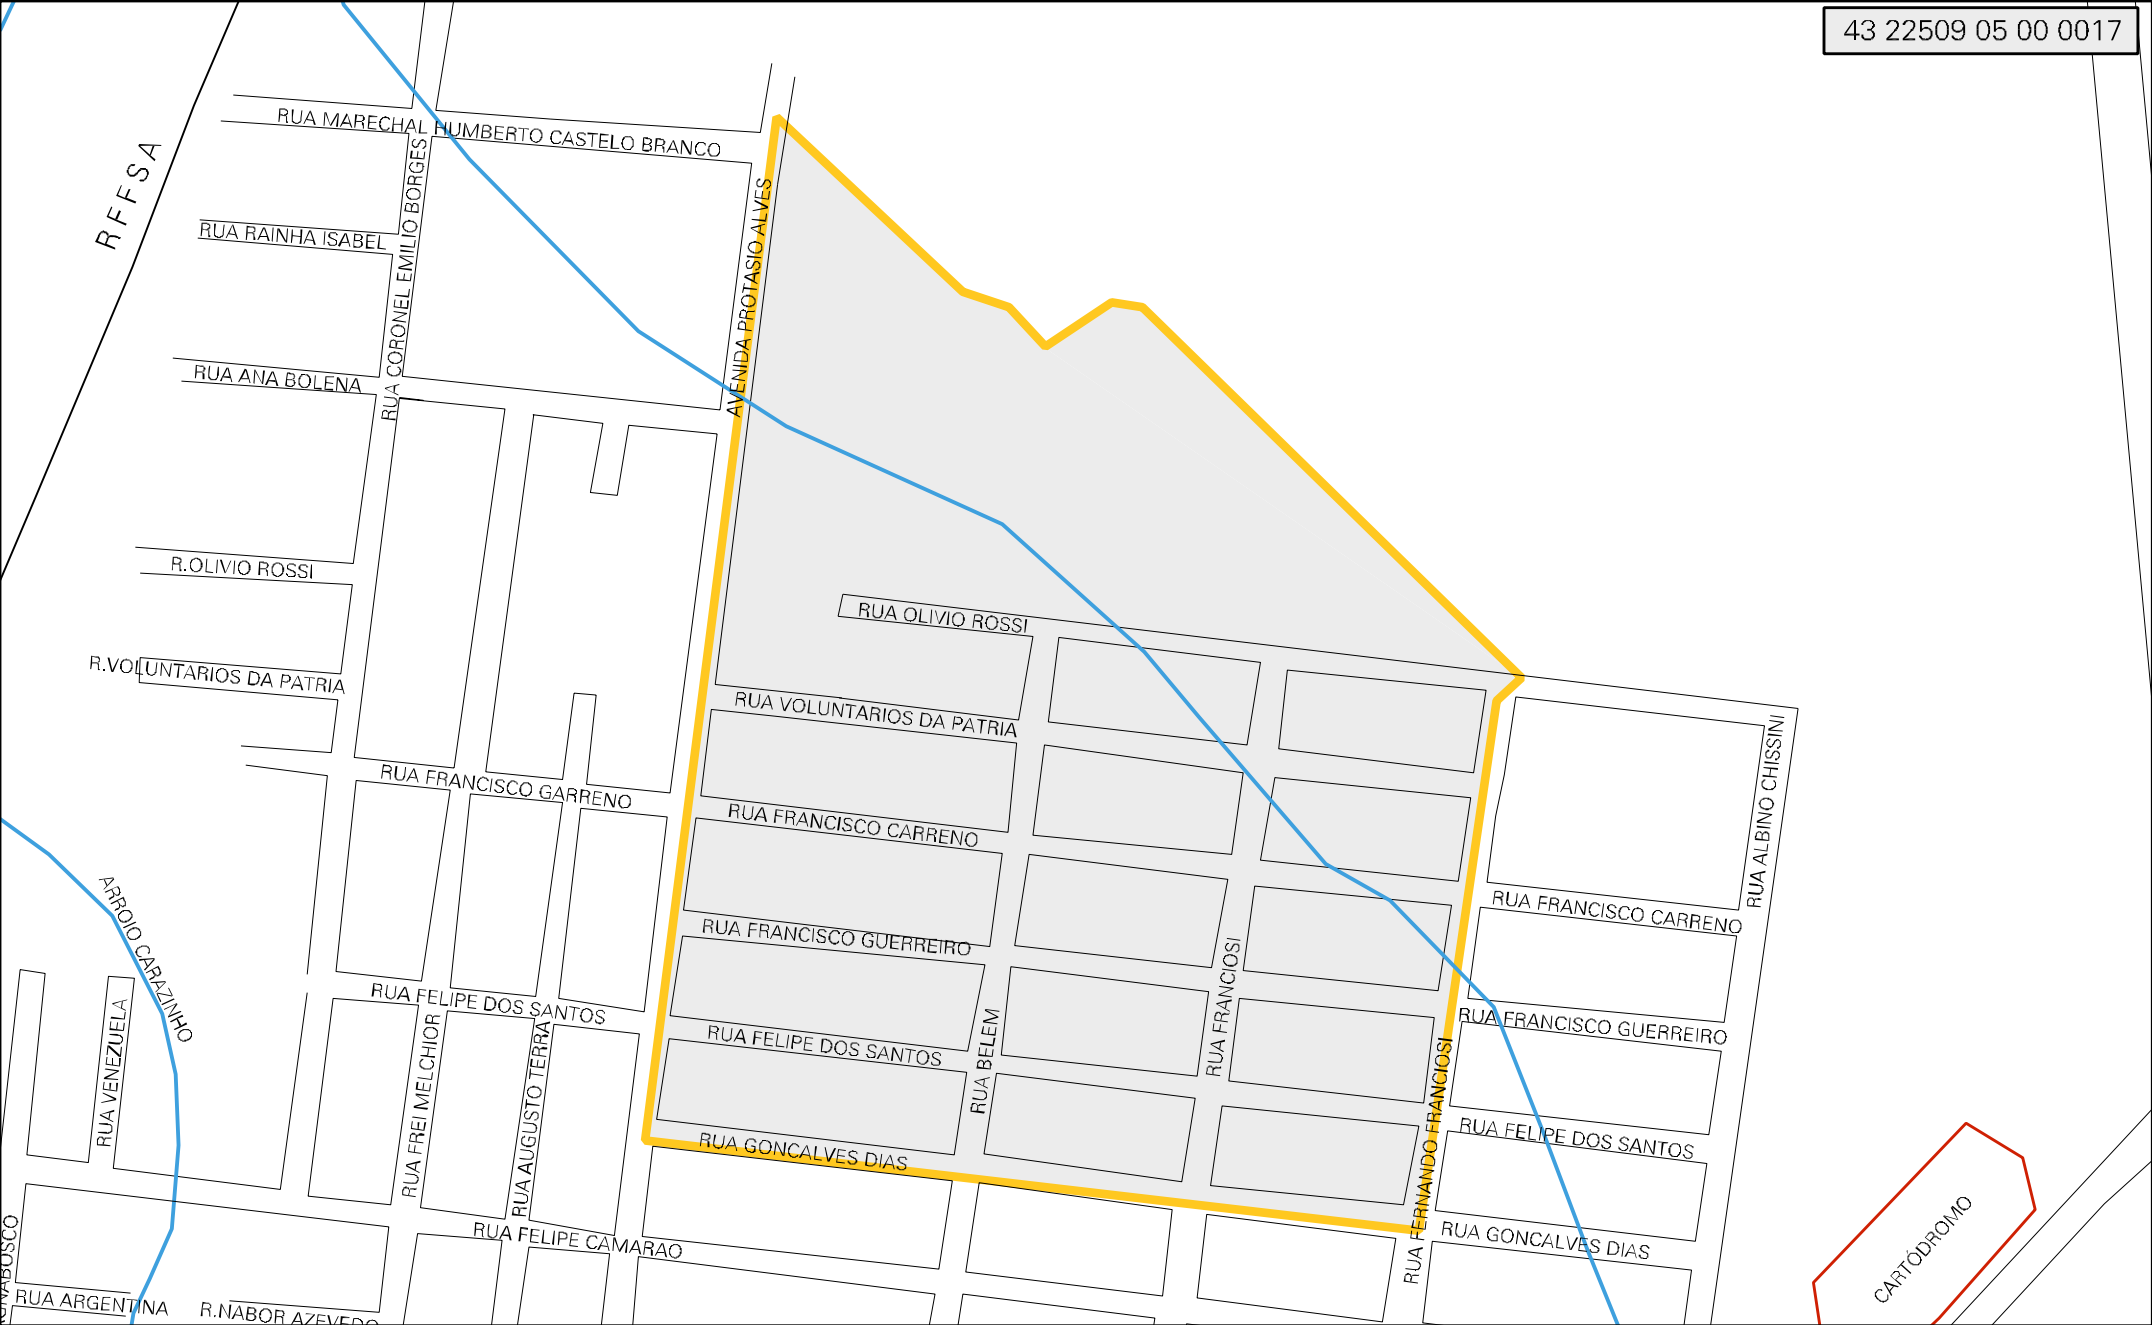 43 22509 05 00 0017
RUA MARECHAL HUMBERTO CASTELO BRANCO
RFFSA
RUA CORONEL EMILIO BORGES
AVENIDA PROTASIO ALVES
RUA RAINHA ISABEL
RUA ANA BOLENA
R.OLIVIO ROSSI
RUA OLIVIO ROSSI
R.VOLUNTARIOS DA PATRIA
RUA VOLUNTARIOS DA PATRIA
RUA ALBINO CHISSINI
RUA FRANCISCO GARRENO
RUA FRANCISCO CARRENO
RUA FRANCISCO CARRENO
ARROIO CARAZINHO
RUA FRANCISCO GUERREIRO
RUA FRANCIOSI
RUA FRANCISCO GUERREIRO
RUA FELIPE DOS SANTOS
RUA VENEZUELA
RUA FREI MELCHIOR
RUA AUGUSTO TERRA
RUA FELIPE DOS SANTOS
RUA BELEM
RUA FERNANDO FRANCIOSI
RUA FELIPE DOS SANTOS
RUA GONCALVES DIAS
RUA GONCALVES DIAS
RUA FELIPE CAMARAO
CARTÓDROMO
RUA ARGENTINA
R.NABOR AZEVEDO